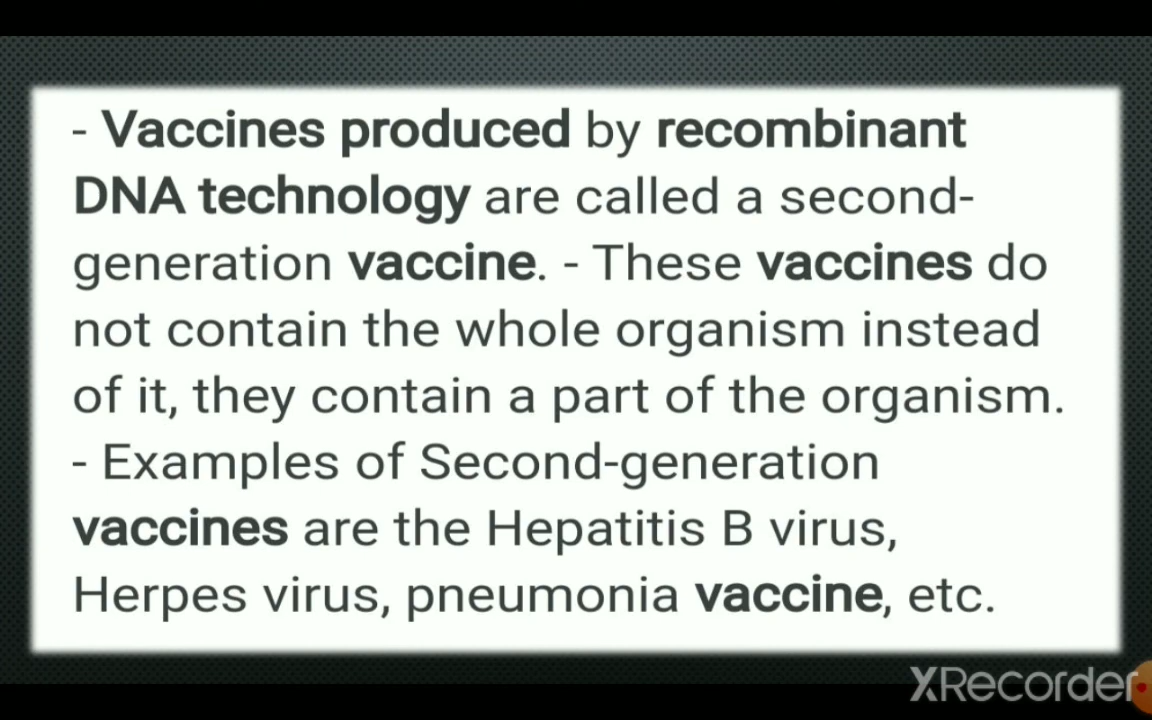 - Vaccines produced by recombinant
DNA technology are called a second-
generation vaccine. - These vaccines do
not contain the whole organism instead
of it, they contain a part of the organism.
- Examples of Second-generation
vaccines are the Hepatitis B virus,
Herpes virus, pneumonia vaccine, etc.
XRecorder